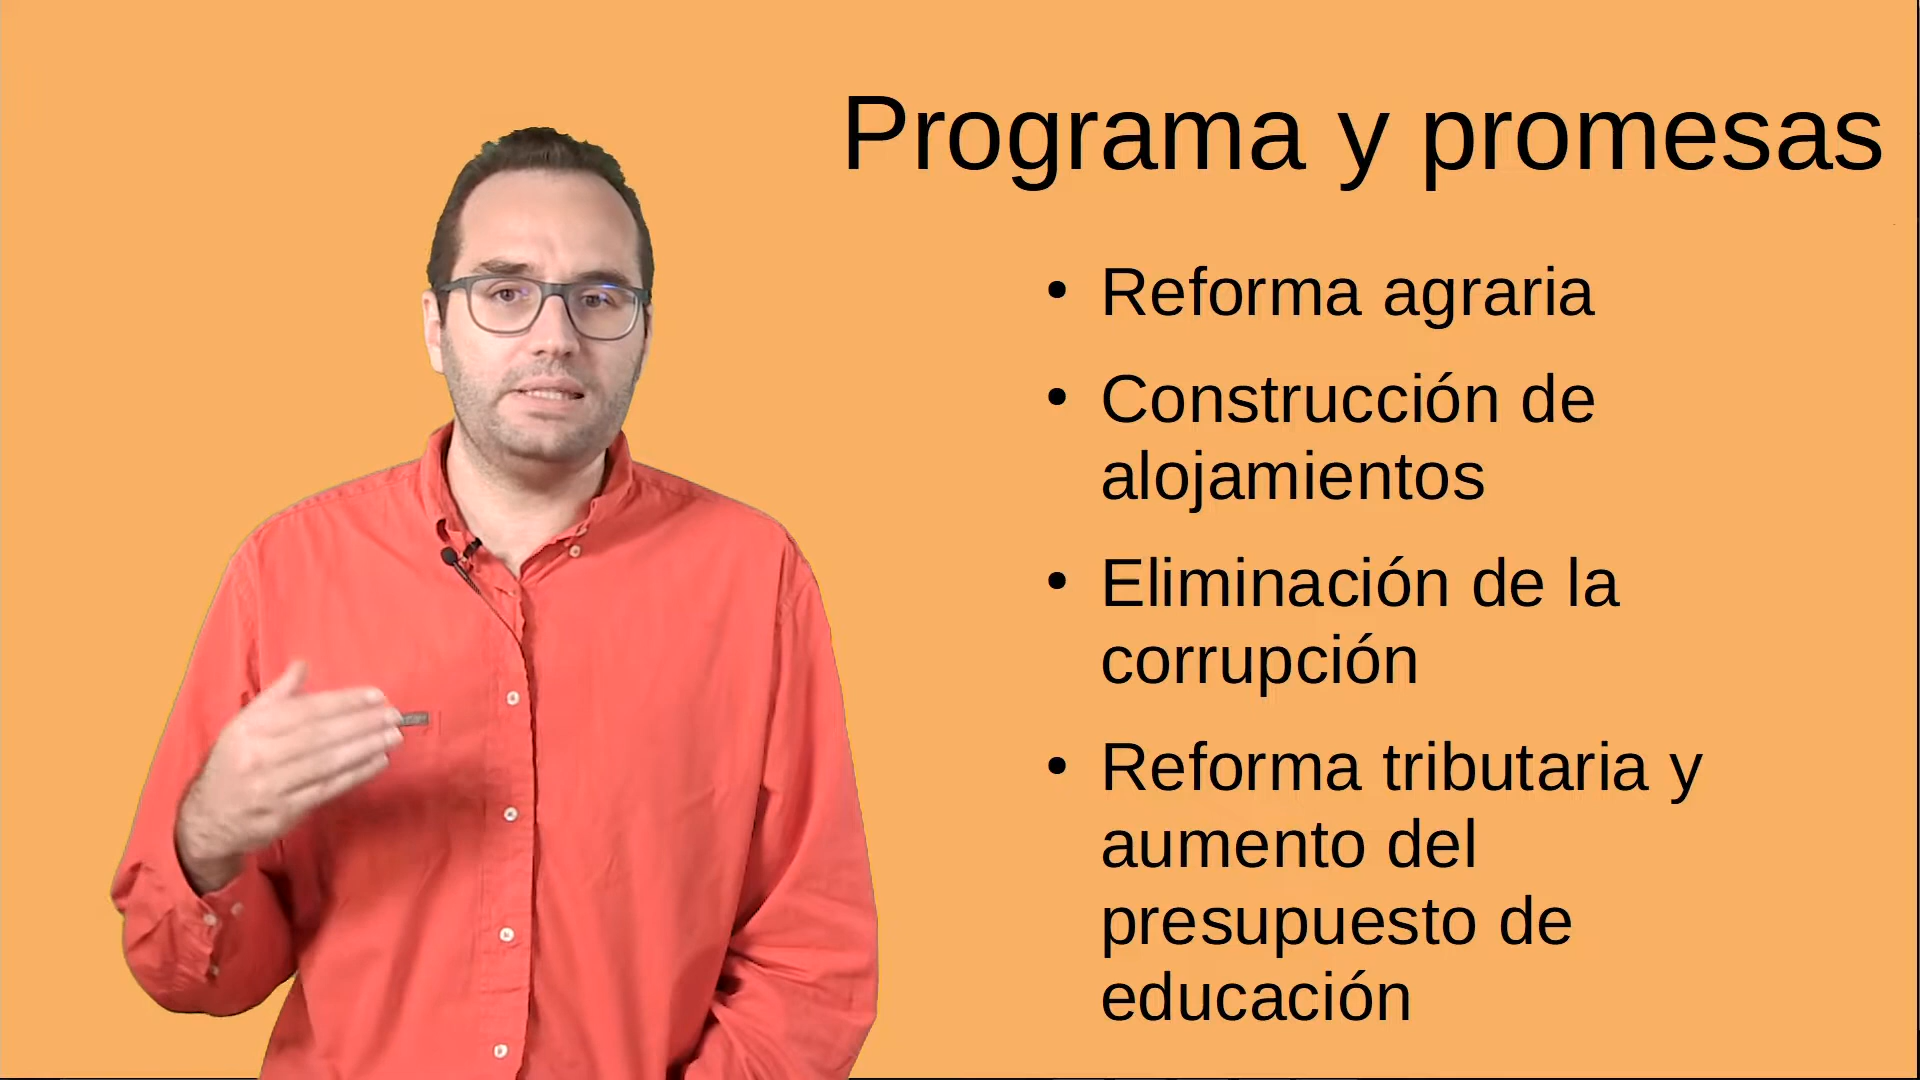 Programa y promesas
• Reforma agraria
• Construcción de
alojamientos
• Eliminación de la
corrupción
• Reforma tributaria y
aumento del
presupuesto de
educación